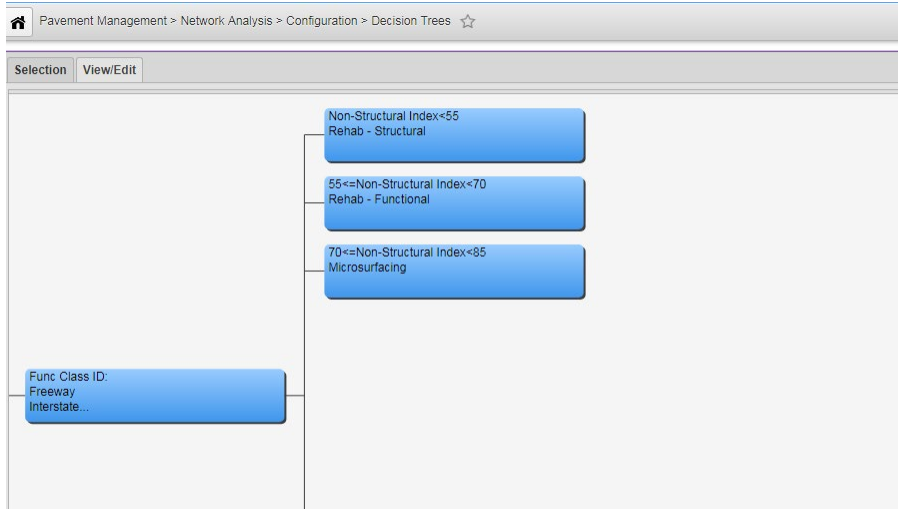 Pavement Management > Network Analysis > Configuration > Decision Trees
Selection
View/Edit
Non-Structural Index<55
Rehab - Structural
55<=Non-Structural Index<70
Rehab - Functional
70<=Non-Structural Index<85
Microsurfacing
Func Class ID:
Freeway
Interstate...